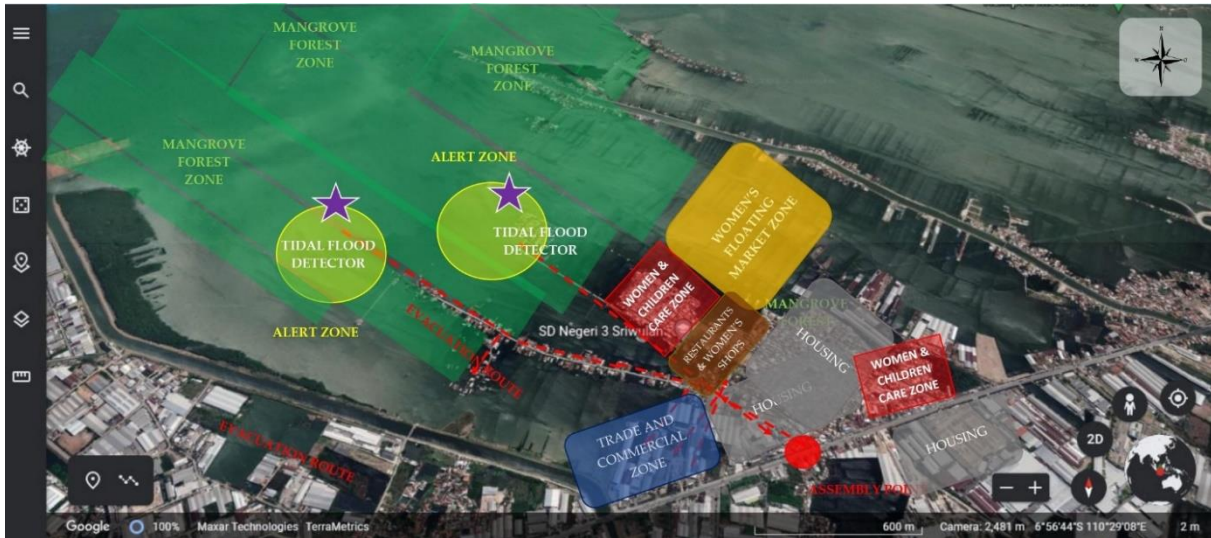 MANGROVE
FOREST
ZONE
MANGROVE
FOREST
ZONE
MANGROVE
FOREST
ZONE
ALERT ZONE
TIDAL FLOOD
DETECTOR
TIDAL FLOOD
DETECTOR
ALERT ZONE
WOMEN'S
FLOATING
MARKET ZONE
WOMEN &
CHILDREN
CARE ZONE
RESTAURANTS
& WOMEN'S
SHOPS
SD Negeri 3 Sriwulan
MANGROVE
HOUSING
HOUSING
WOMEN &
CHILDREN
CARE ZONE
HOUSING
EVACUATION ROUTE
EVACUATION ROUTE
TRADE AND
COMMERCIAL
ZONE
ASSEMBLY POINT
2D
Google
100%
Maxar Technologies
TerraMetrics
600 m
Camera: 2,481 m
6°56'44"S 110°29'08"E
2 m